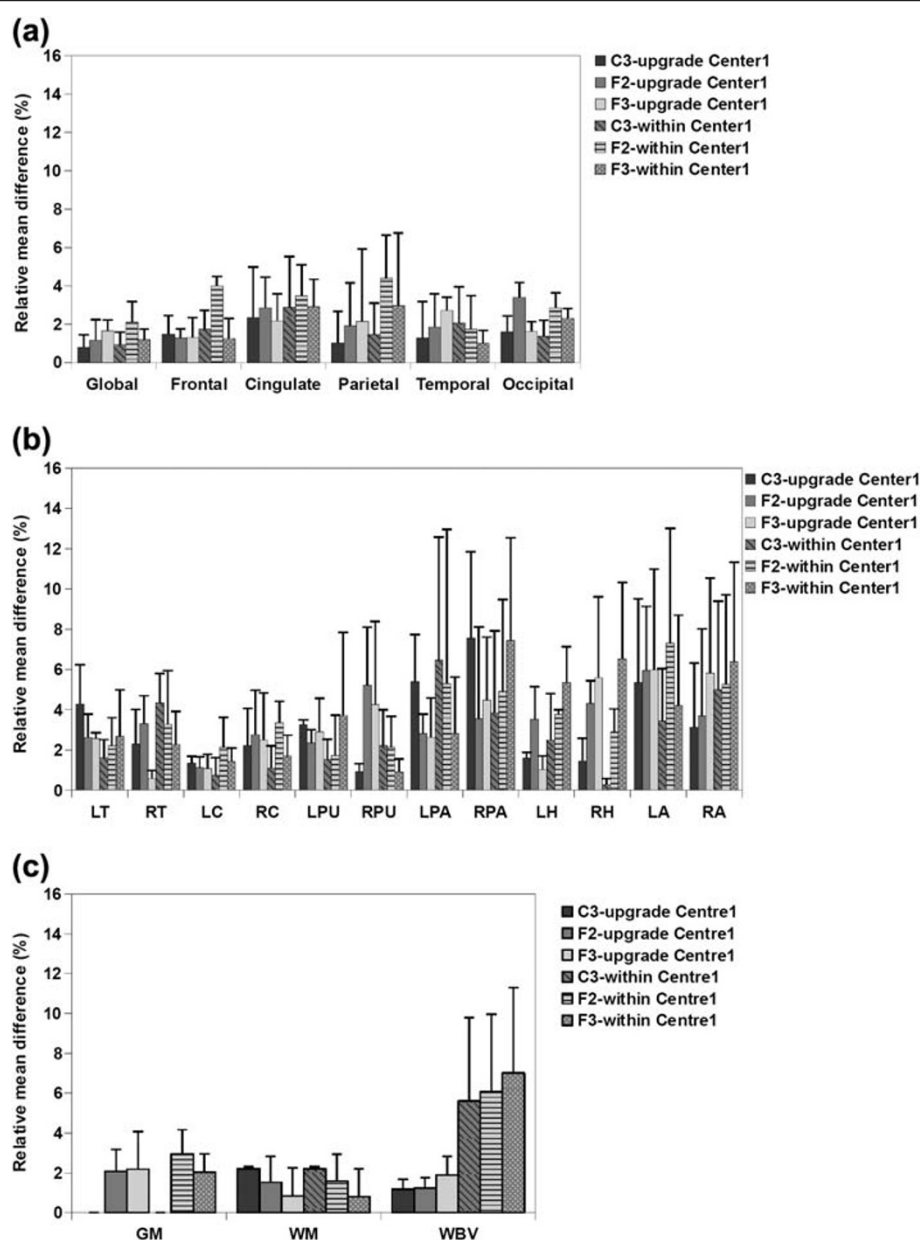 (a)
Relative mean difference (%)
16
14
12
10
8
6
4
2
0
Global Frontal Cingulate Parietal Temporal Occipital
C3-upgrade Center1
F2-upgrade Center1
F3-upgrade Center1
C3-within Center1
F2-within Center1
F3-within Center1
(b)
Relative mean difference (%)
16
14
12
10
8
6
4
2
0
LT RT LC RC LPU RPU LPA RPA LH RH LA RA
C3-upgrade Center1
F2-upgrade Center1
F3-upgrade Center1
C3-within Center1
F2-within Center1
F3-within Center1
(c)
Relative mean difference (%)
16
14
12
10
8
6
4
2
0
GM WM WBV
C3-upgrade Centre1
F2-upgrade Centre1
F3-upgrade Centre1
C3-within Centre1
F2-within Centre1
F3-within Centre1